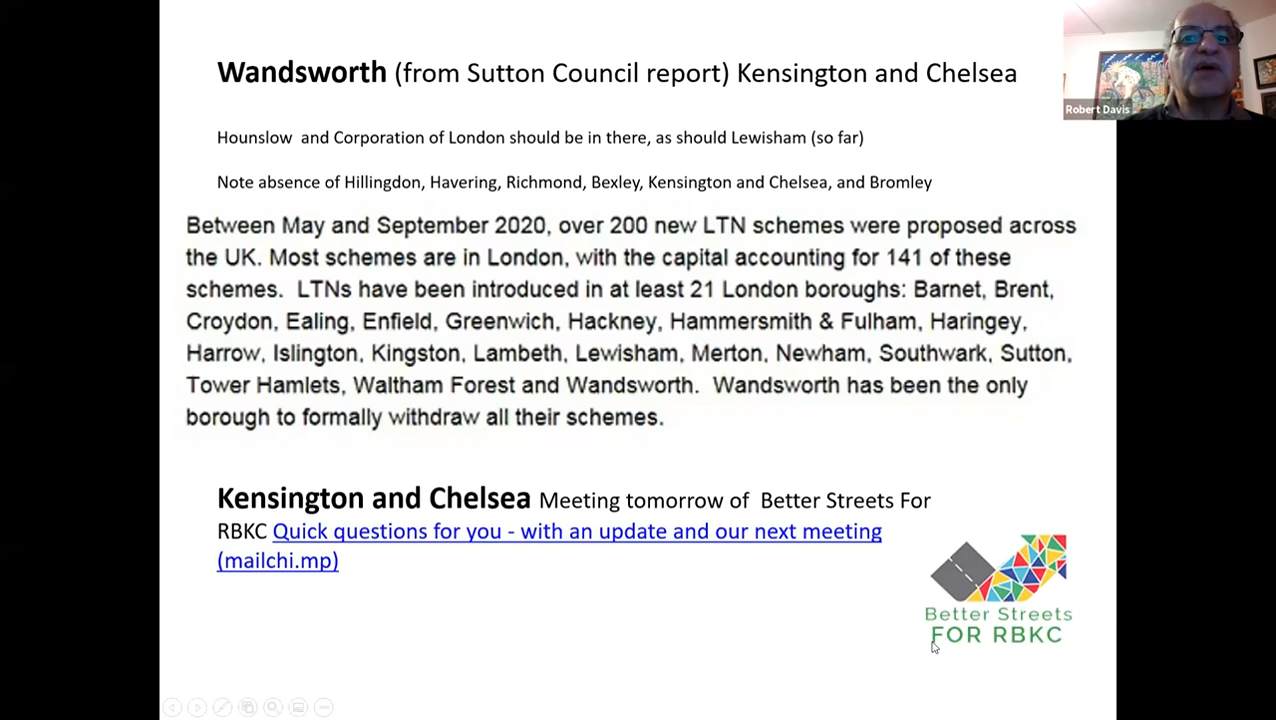 Wandsworth (from Sutton Council report) Kensington and Chelsea
Robert Davis
Hounslow and Corporation of London should be in there, as should Lewisham (so far)
Note absence of Hillingdon, Havering, Richmond, Bexley, Kensington and Chelsea, and Bromley
Between May and September 2020, over 200 new LTN schemes were proposed across
the UK. Most schemes are in London, with the capital accounting for 141 of these
schemes. LTNs have been introduced in at least 21 London boroughs: Barnet, Brent,
Croydon, Ealing, Enfield, Greenwich, Hackney, Hammersmith & Fulham, Haringey,
Harrow, Islington, Kingston, Lambeth, Lewisham, Merton, Newham, Southwark, Sutton,
Tower Hamlets, Waltham Forest and Wandsworth. Wandsworth has been the only
borough to formally withdraw all their schemes.
Kensington and Chelsea Meeting tomorrow of Better Streets For
RBKC Quick questions for you - with an update and our next meeting
(mailchi.mp)
Better Streets
FOR RBKC